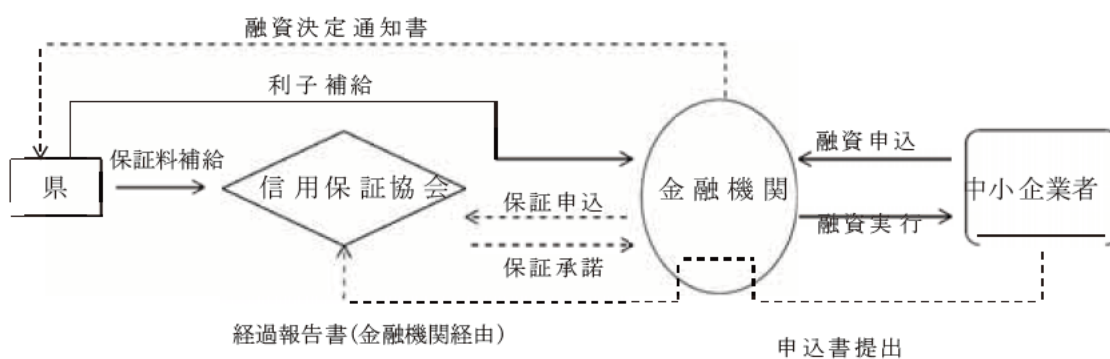 融資決定通知書
利子補給
保証料補給
融資申込
県
信用保証協会
金融機関
中小企業者
保証申込
融資実行
保証承諾
経過報告書(金融機関経由)
申込書提出